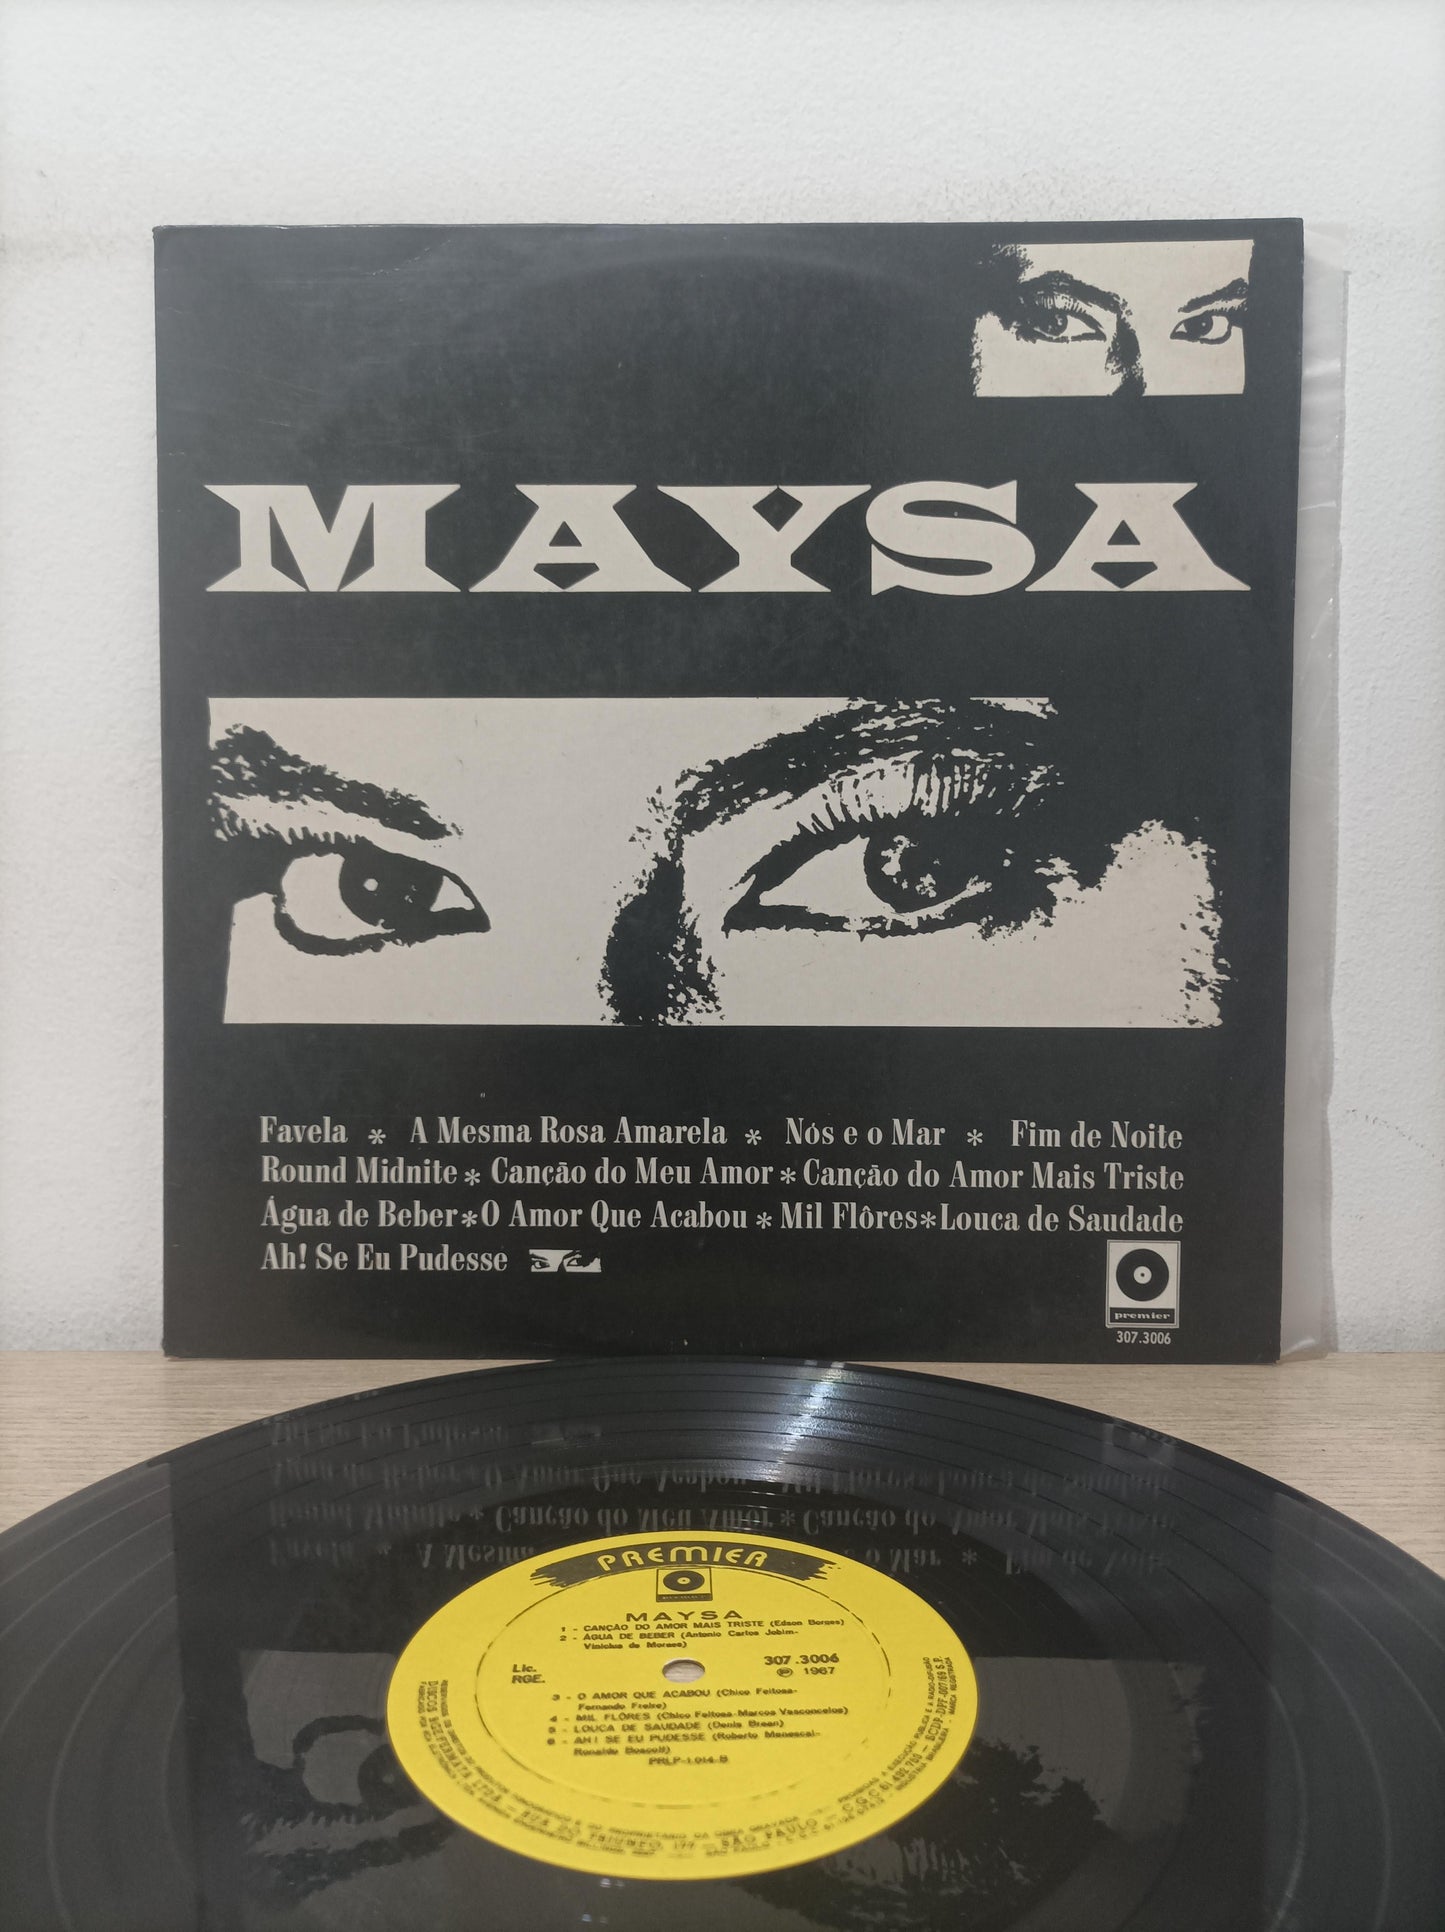 MAYSA
Favela * A Mesma Rosa Amarela * Nós e o Mar * Fim de Noite
Round Midnite * Canção do Meu Amor * Canção do Amor Mais Triste
Água de Beber * O Amor Que Acabou * Mil Flôres * Louca de Saudade
Ah! Se Eu Pudesse
premier
307.3006
PREMIER
MAYSA
1 - CANÇÃO DO AMOR MAIS TRISTE (Edson Borges)
2 - ÁGUA DE BEBER (Antonio Carlos Jobim-
Vinicius de Moraes)
Lic.
RGE.
307.3006
℗ 1967
3 - O AMOR QUE ACABOU (Chico Feitosa-
Fernando Freire)
4 - MIL FLÔRES (Chico Feitosa-Marcos Vasconcelos)
5 - LOUCA DE SAUDADE (Denis Brean)
6 - AH! SE EU PUDESSE (Roberto Menescal-
Ronaldo Boscoli)
PRLP-1.014-B